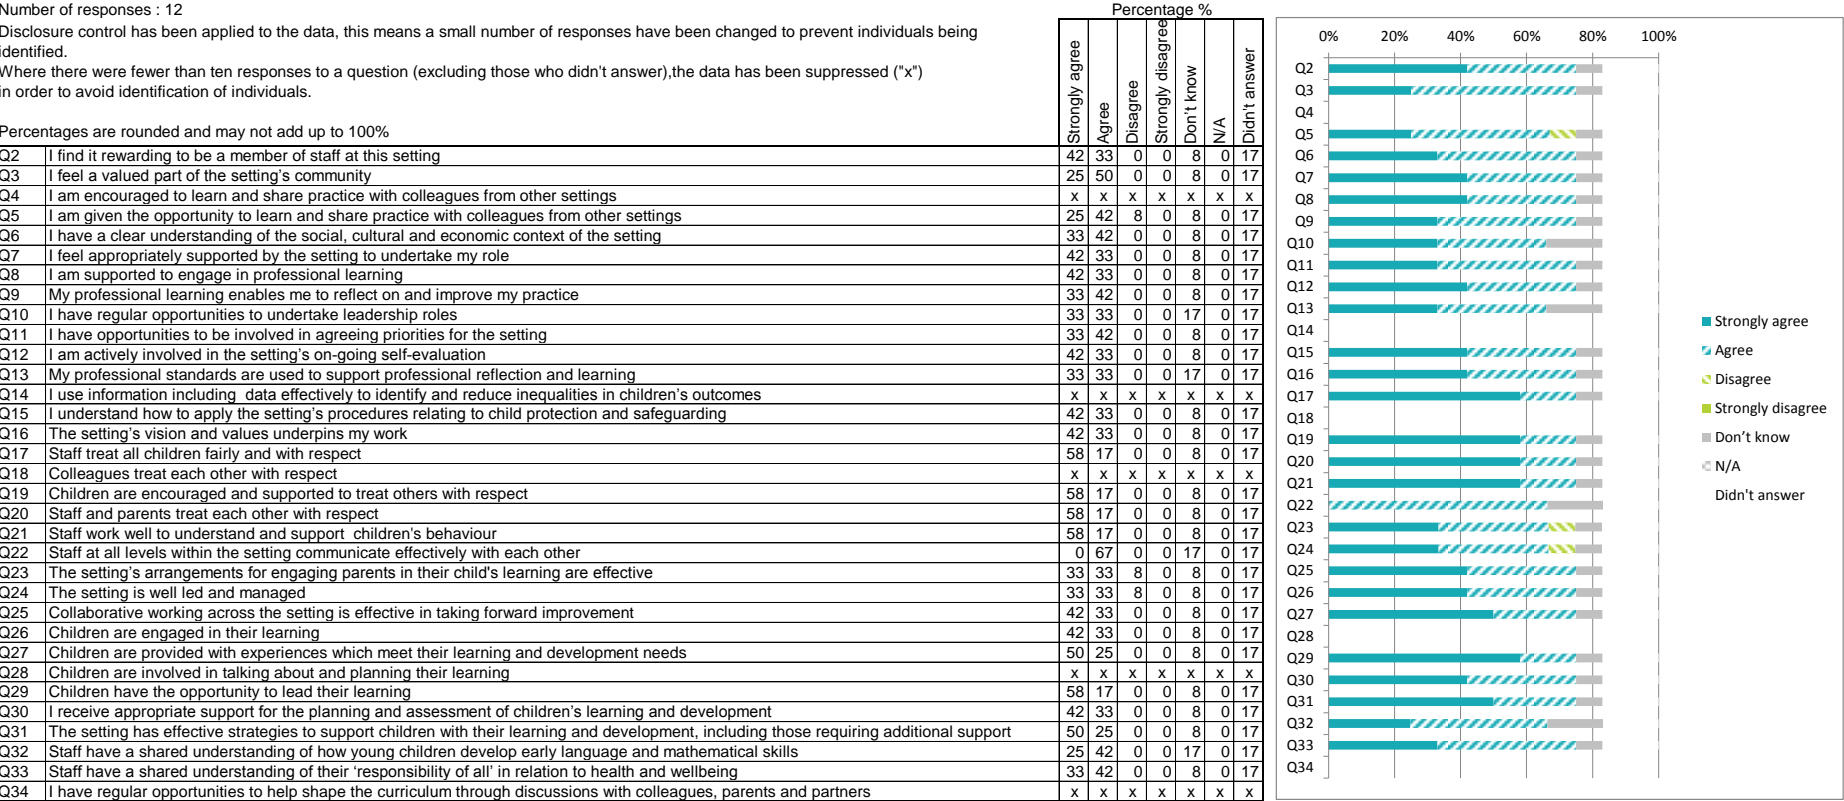 Number of responses : 12
Percentage %
Disclosure control has been applied to the data, this means a small number of responses have been changed to prevent individuals being
identified.
Where there were fewer than ten responses to a question (excluding those who didn't answer),the data has been suppressed ("x")
in order to avoid identification of individuals.
Percentages are rounded and may not add up to 100%
Strongly agree
Agree
Disagree
Strongly disagree
Don't know
N/A
Didn't answer
Q2 I find it rewarding to be a member of staff at this setting 42 33 0 0 8 0 17
Q3 I feel a valued part of the setting's community 25 50 0 0 8 0 17
Q4 I am encouraged to learn and share practice with colleagues from other settings x x x x x x x
Q5 I am given the opportunity to learn and share practice with colleagues from other settings 25 42 8 0 8 0 17
Q6 I have a clear understanding of the social, cultural and economic context of the setting 33 42 0 0 8 0 17
Q7 I feel appropriately supported by the setting to undertake my role 42 33 0 0 8 0 17
Q8 I am supported to engage in professional learning 42 33 0 0 8 0 17
Q9 My professional learning enables me to reflect on and improve my practice 33 42 0 0 8 0 17
Q10 I have regular opportunities to undertake leadership roles 33 33 0 0 17 0 17
Q11 I have opportunities to be involved in agreeing priorities for the setting 33 42 0 0 8 0 17
Q12 I am actively involved in the setting's on-going self-evaluation 42 33 0 0 8 0 17
Q13 My professional standards are used to support professional reflection and learning 33 33 0 0 17 0 17
Q14 I use information including  data effectively to identify and reduce inequalities in children's outcomes x x x x x x x
Q15 I understand how to apply the setting's procedures relating to child protection and safeguarding 42 33 0 0 8 0 17
Q16 The setting's vision and values underpins my work 42 33 0 0 8 0 17
Q17 Staff treat all children fairly and with respect 58 17 0 0 8 0 17
Q18 Colleagues treat each other with respect x x x x x x x
Q19 Children are encouraged and supported to treat others with respect 58 17 0 0 8 0 17
Q20 Staff and parents treat each other with respect 58 17 0 0 8 0 17
Q21 Staff work well to understand and support  children's behaviour 58 17 0 0 8 0 17
Q22 Staff at all levels within the setting communicate effectively with each other 0 67 0 0 17 0 17
Q23 The setting's arrangements for engaging parents in their child's learning are effective 33 33 8 0 8 0 17
Q24 The setting is well led and managed 33 33 8 0 8 0 17
Q25 Collaborative working across the setting is effective in taking forward improvement 42 33 0 0 8 0 17
Q26 Children are engaged in their learning 42 33 0 0 8 0 17
Q27 Children are provided with experiences which meet their learning and development needs 50 25 0 0 8 0 17
Q28 Children are involved in talking about and planning their learning x x x x x x x
Q29 Children have the opportunity to lead their learning 58 17 0 0 8 0 17
Q30 I receive appropriate support for the planning and assessment of children's learning and development 42 33 0 0 8 0 17
Q31 The setting has effective strategies to support children with their learning and development, including those requiring additional support 50 25 0 0 8 0 17
Q32 Staff have a shared understanding of how young children develop early language and mathematical skills 25 42 0 0 17 0 17
Q33 Staff have a shared understanding of their 'responsibility of all' in relation to health and wellbeing 33 42 0 0 8 0 17
Q34 I have regular opportunities to help shape the curriculum through discussions with colleagues, parents and partners x x x x x x x
0% 20% 40% 60% 80% 100%
Q2
Q3
Q4
Q5
Q6
Q7
Q8
Q9
Q10
Q11
Q12
Q13
Q14
Q15
Q16
Q17
Q18
Q19
Q20
Q21
Q22
Q23
Q24
Q25
Q26
Q27
Q28
Q29
Q30
Q31
Q32
Q33
Q34
Strongly agree
Agree
Disagree
Strongly disagree
Don't know
N/A
Didn't answer